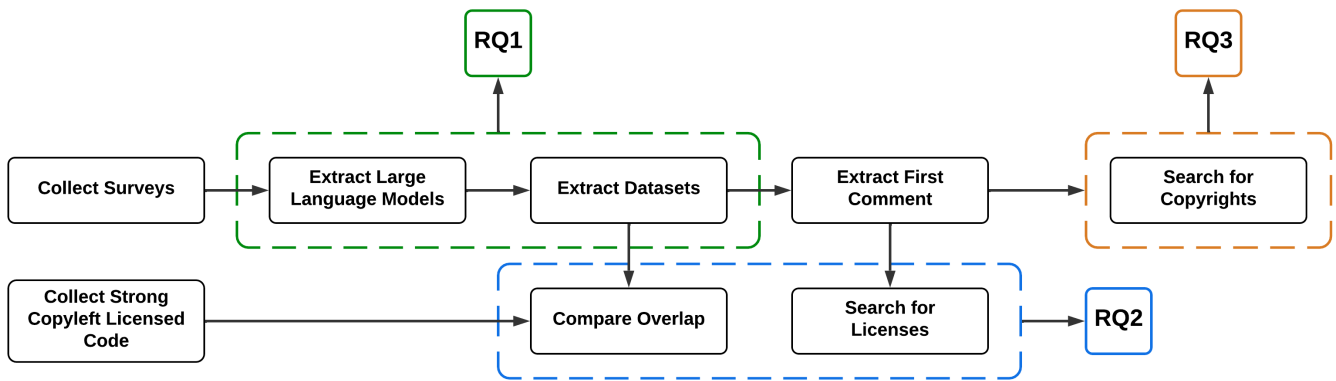 RQ1
RQ3
Collect Surveys
Extract Large
Language Models
Extract Datasets
Extract First
Comment
Search for
Copyrights
Collect Strong
Copyleft Licensed
Code
Compare Overlap
Search for
Licenses
RQ2